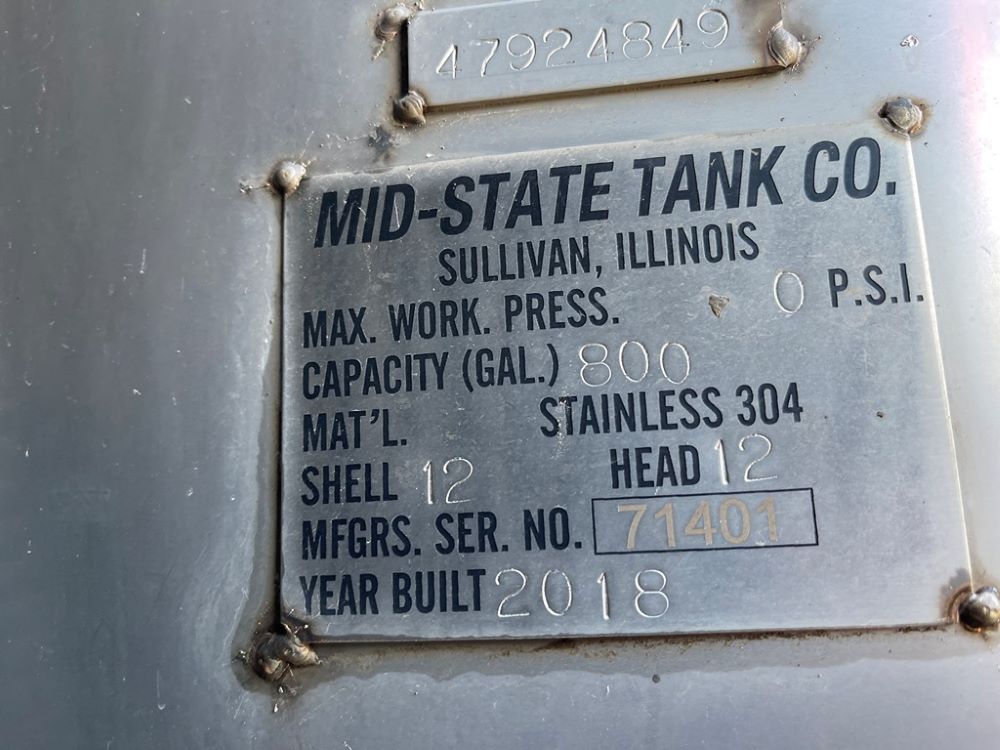 47924849
MID-STATE TANK CO.
SULLIVAN, ILLINOIS
MAX. WORK. PRESS. 0 P.S.I.
CAPACITY (GAL.) 800
MAT'L. STAINLESS 304
SHELL 12 HEAD 12
MFGRS. SER. NO. 71401
YEAR BUILT 2018